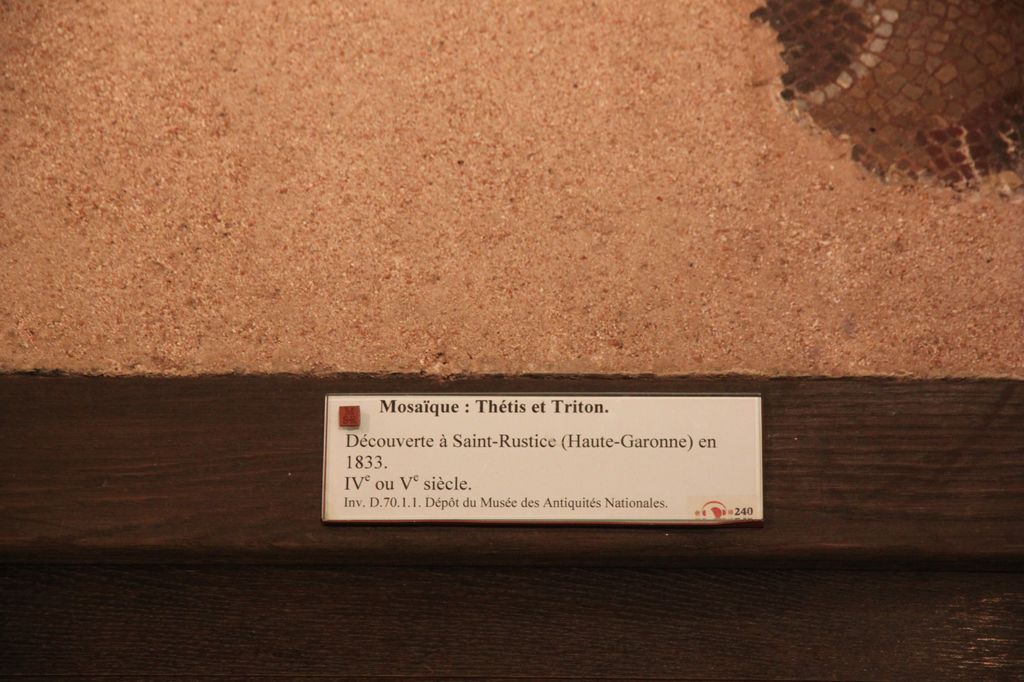 Mosaïque : Thétis et Triton.
Découverte à Saint-Rustice (Haute-Garonne) en
1833.
IVe ou Ve siècle.
Inv. D.70.1.1. Dépôt du Musée des Antiquités Nationales.
240